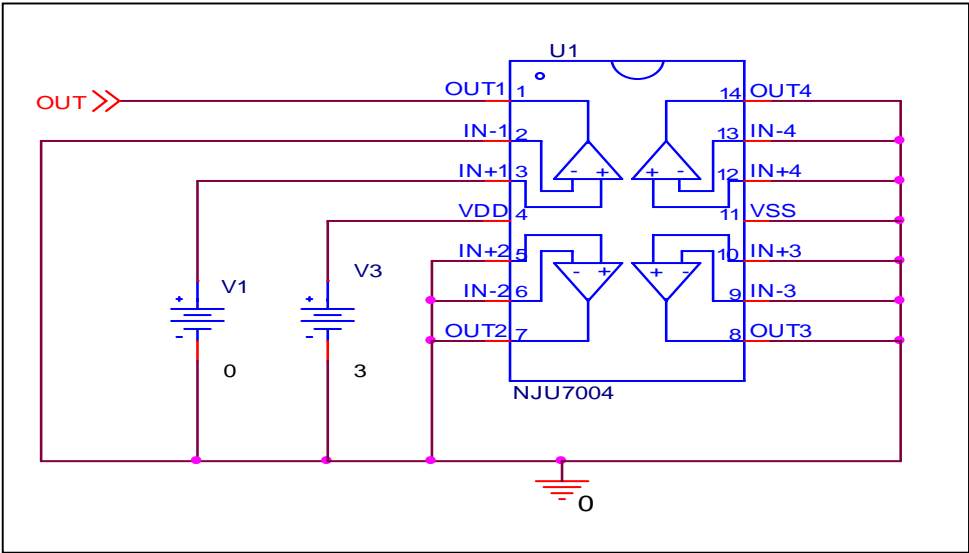 U1
OUT
OUT1 1
14 OUT4
IN-1 2
13 IN-4
IN+1 3
12 IN+4
- +
+ -
VDD 4
11 VSS
IN+2 5
10 IN+3
- +
+ -
IN-2 6
9 IN-3
OUT2 7
8 OUT3
+ V1
-
0
+ V3
-
3
NJU7004
0